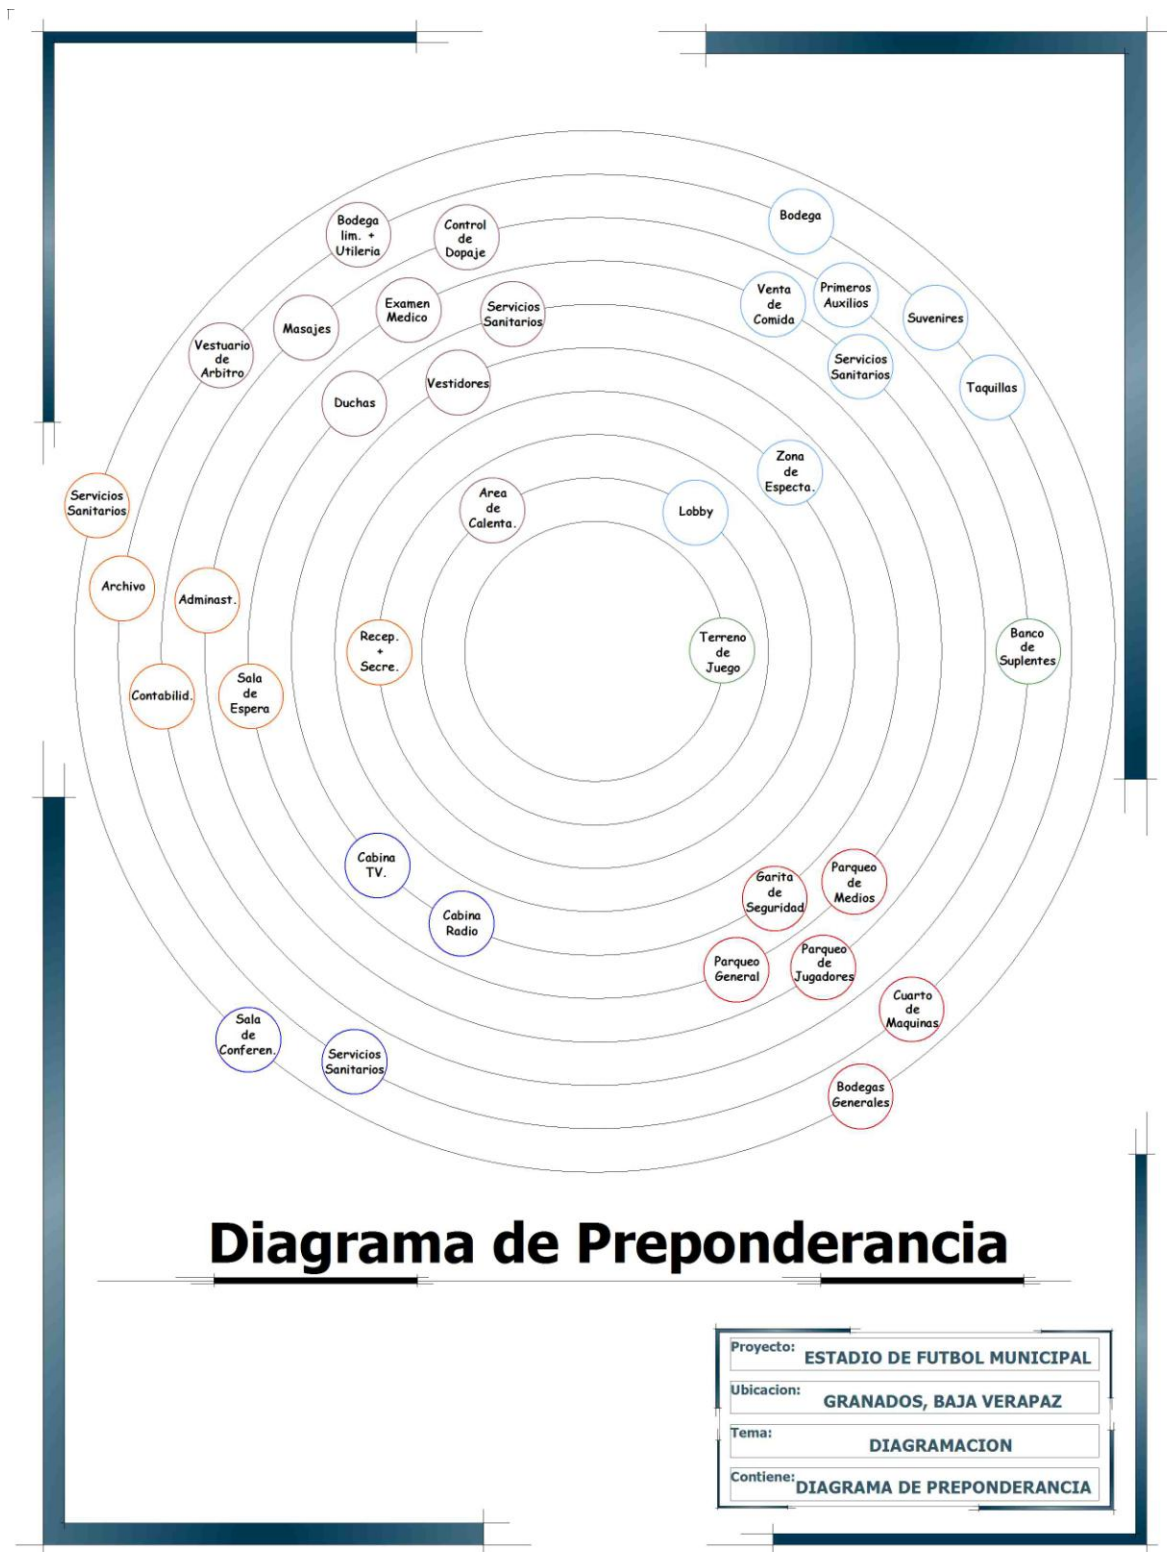 Bodega
lim. +
Utileria
Control
de
Dopaje
Bodega
Examen
Medico
Servicios
Sanitarios
Venta
de
Comida
Primeros
Auxilios
Suvenires
Masajes
Vestuario
de
Arbitro
Duchas
Vestidores
Servicios
Sanitarios
Taquillas
Zona
de
Especta.
Servicios
Sanitarios
Area
de
Calenta.
Lobby
Archivo
Adminast.
Recep.
+
Secre.
Terreno
de
Juego
Banco
de
Suplentes
Contabilid.
Sala
de
Espera
Cabina
TV.
Cabina
Radio
Garita
de
Seguridad
Parqueo
de
Medios
Parqueo
General
Parqueo
de
Jugadores
Cuarto
de
Maquinas
Sala
de
Conferen.
Servicios
Sanitarios
Bodegas
Generales
Diagrama de Preponderancia
Proyecto: ESTADIO DE FUTBOL MUNICIPAL
Ubicacion: GRANADOS, BAJA VERAPAZ
Tema: DIAGRAMACION
Contiene: DIAGRAMA DE PREPONDERANCIA